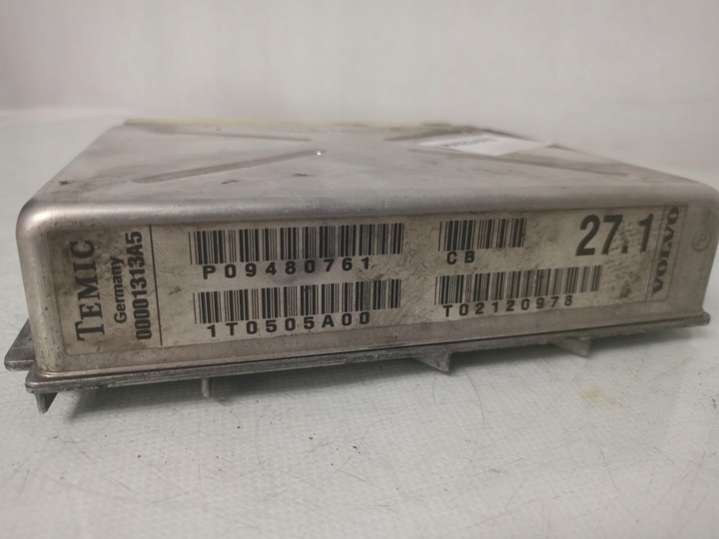 TEMIC
Germany
00001313A5
P09480761
1T0505A00
CB
T02120978
27.1
VOLVO